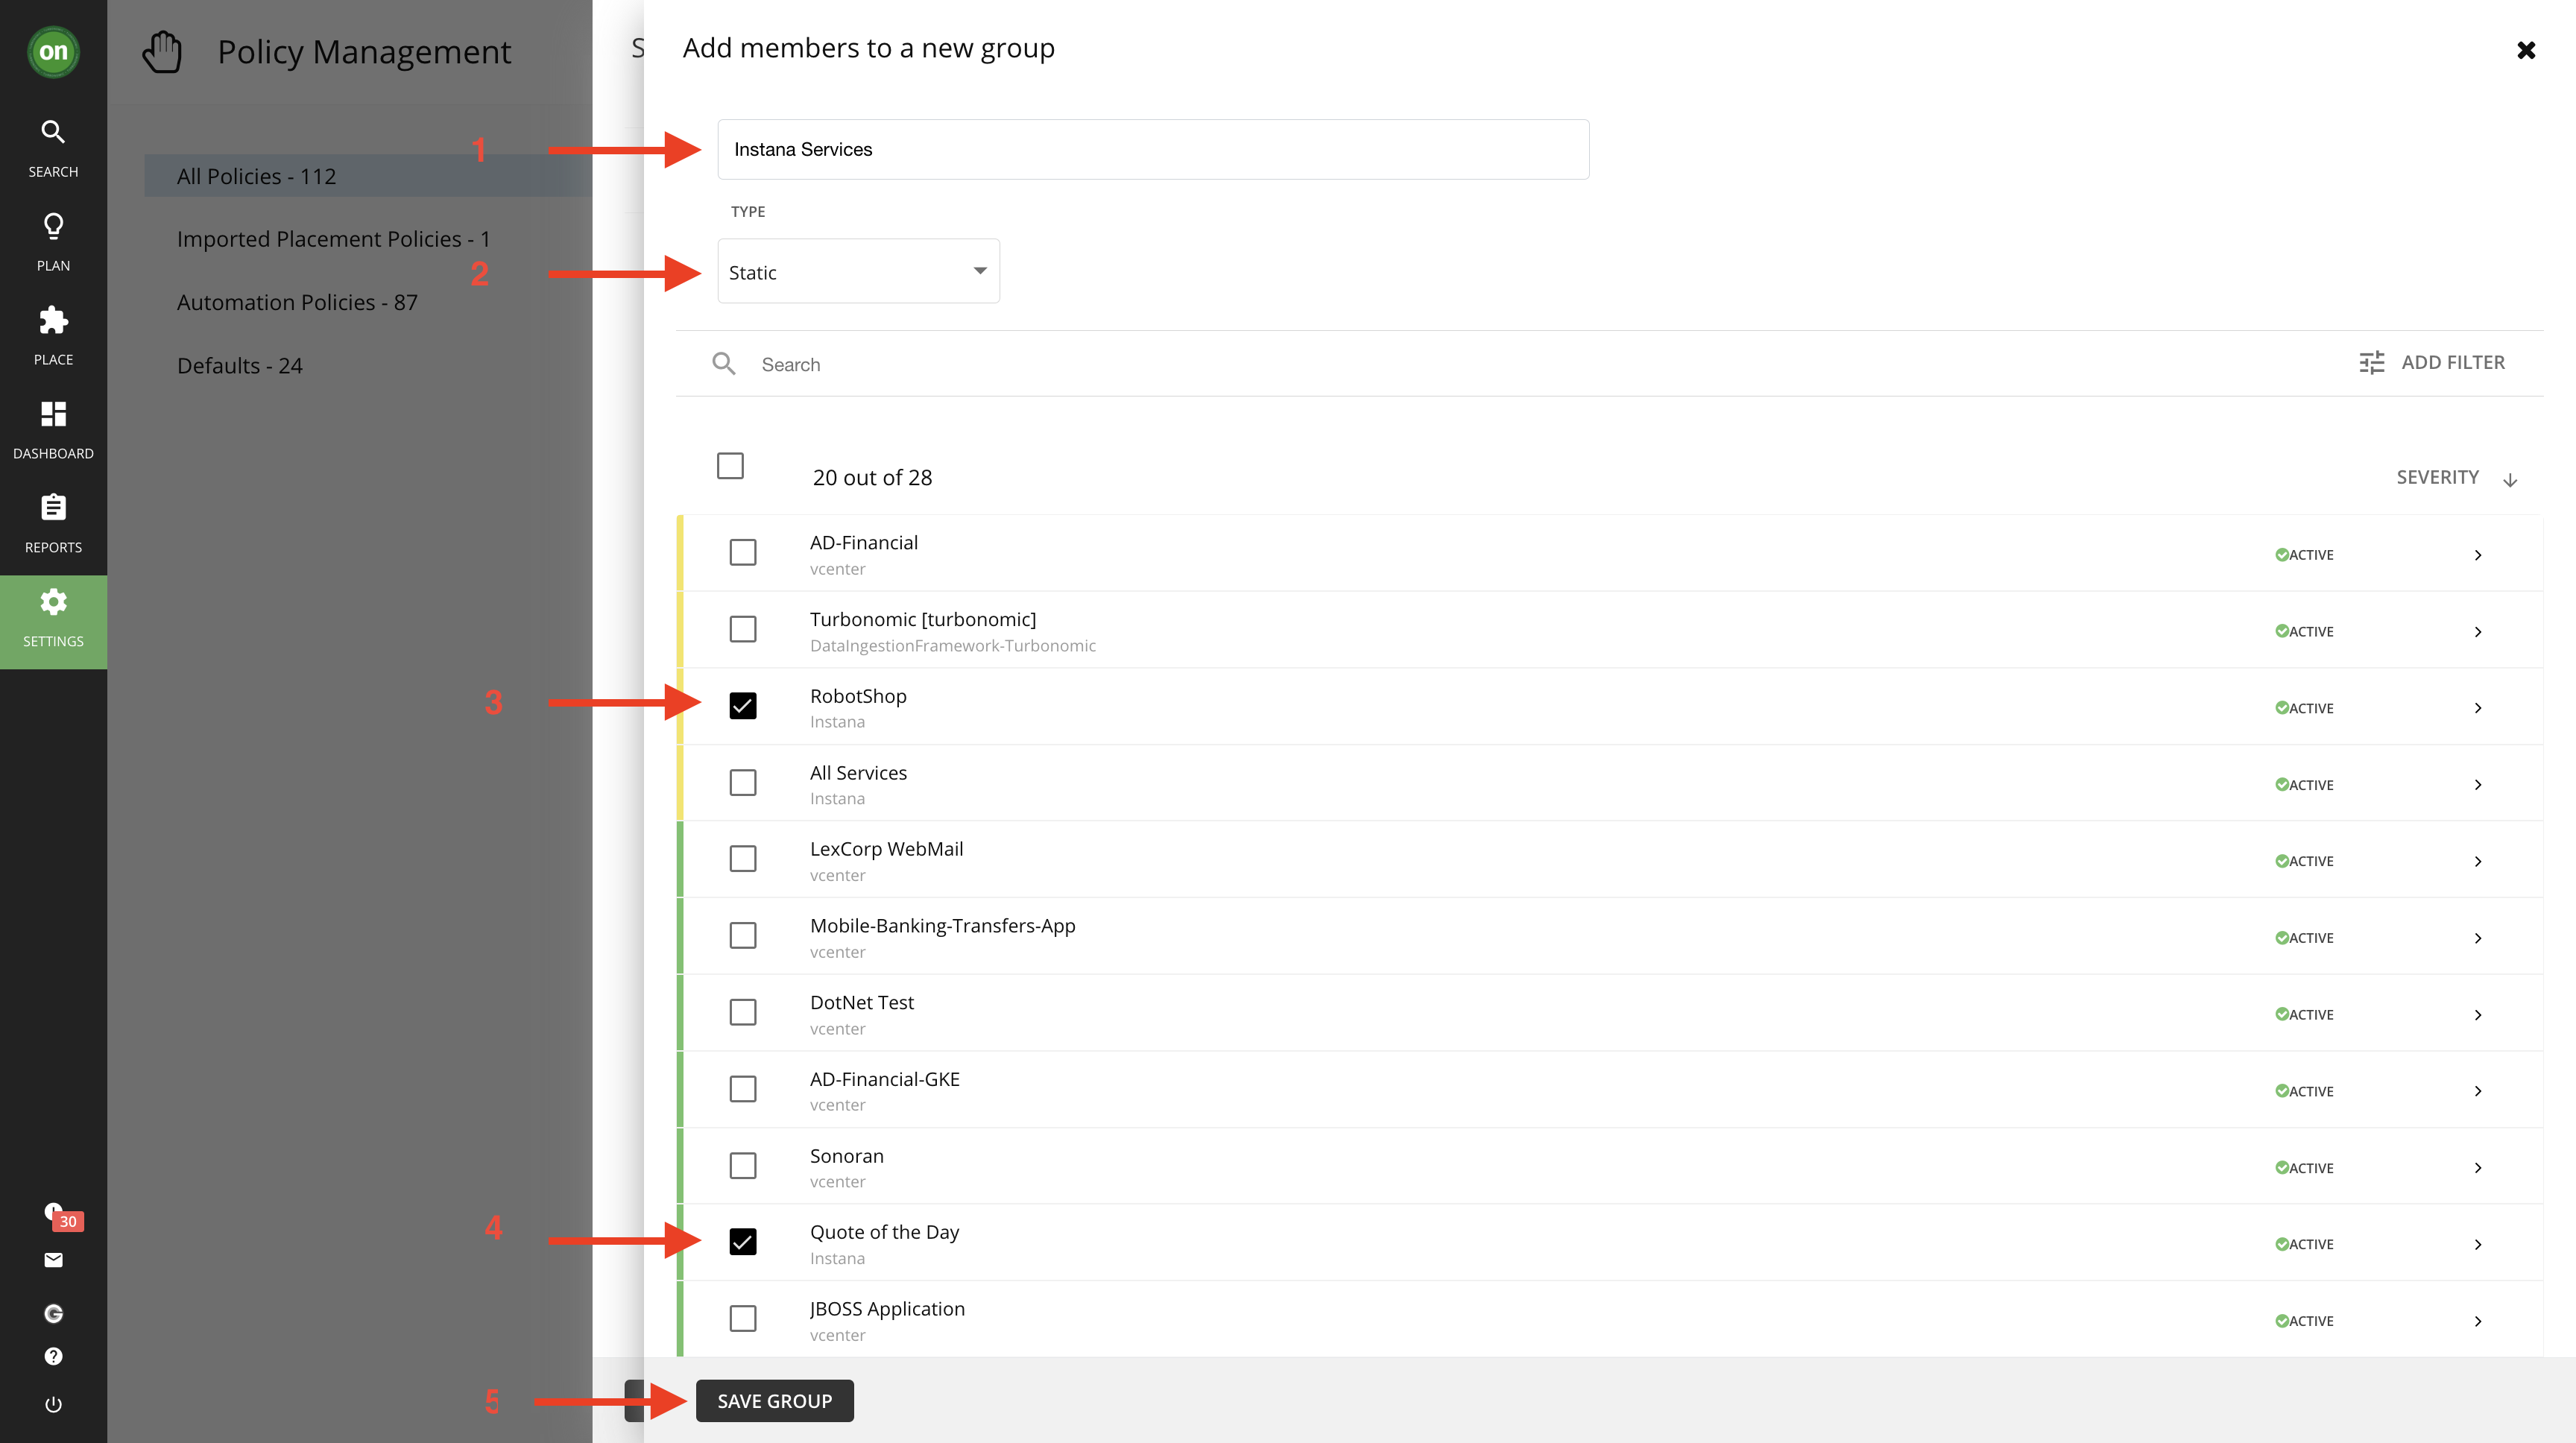 on
SEARCH
PLAN
PLACE
DASHBOARD
REPORTS
SETTINGS
30
Policy Management
All Policies - 112
Imported Placement Policies - 1
Automation Policies - 87
Defaults - 24
S
Add members to a new group
1
Instana Services
TYPE
2
Static
Search
ADD FILTER
20 out of 28
SEVERITY
AD-Financial
vcenter
ACTIVE
Turbonomic [turbonomic]
DataIngestionFramework-Turbonomic
ACTIVE
3
RobotShop
Instana
ACTIVE
All Services
Instana
ACTIVE
LexCorp WebMail
vcenter
ACTIVE
Mobile-Banking-Transfers-App
vcenter
ACTIVE
DotNet Test
vcenter
ACTIVE
AD-Financial-GKE
vcenter
ACTIVE
Sonoran
vcenter
ACTIVE
4
Quote of the Day
Instana
ACTIVE
JBOSS Application
vcenter
ACTIVE
5
SAVE GROUP